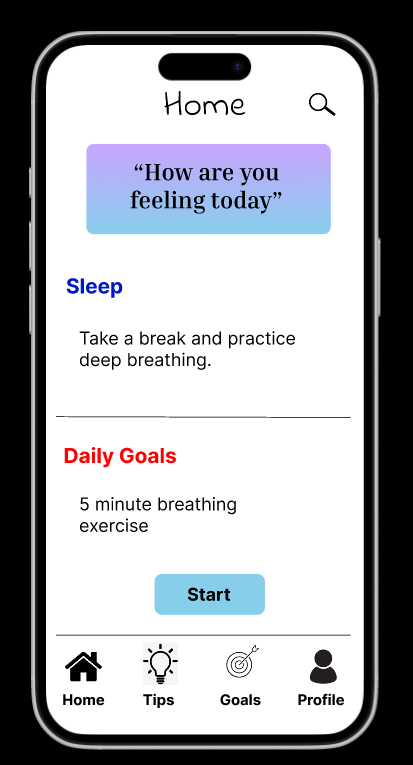 Home
“How are you
feeling today”
Sleep
Take a break and practice
deep breathing.
Daily Goals
5 minute breathing
exercise
Start
Home Tips Goals Profile